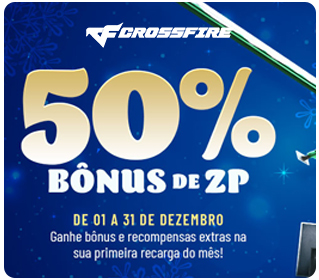 CROSSFIRE
50%
BÔNUS DE ZP
DE 01 A 31 DE DEZEMBRO
Ganhe bônus e recompensas extras na
sua primeira recarga do mês!